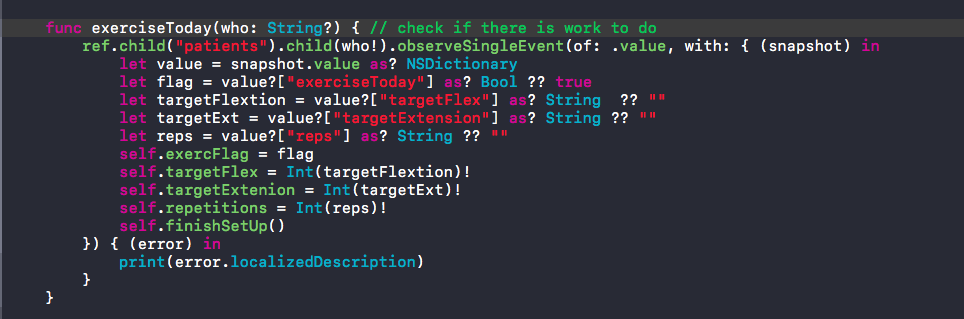 func exerciseToday(who: String?) { // check if there is work to do
ref.child("patients").child(who!).observeSingleEvent(of: .value, with: { (snapshot) in
let value = snapshot.value as? NSDictionary
let flag = value?["exerciseToday"] as? Bool ?? true
let targetFlextion = value?["targetFlex"] as? String  ?? ""
let targetExt = value?["targetExtension"] as? String ?? ""
let reps = value?["reps"] as? String ?? ""
self.exercFlag = flag
self.targetFlex = Int(targetFlextion)!
self.targetExtenion = Int(targetExt)!
self.repetitions = Int(reps)!
self.finishSetUp()
}) { (error) in
print(error.localizedDescription)
}
}